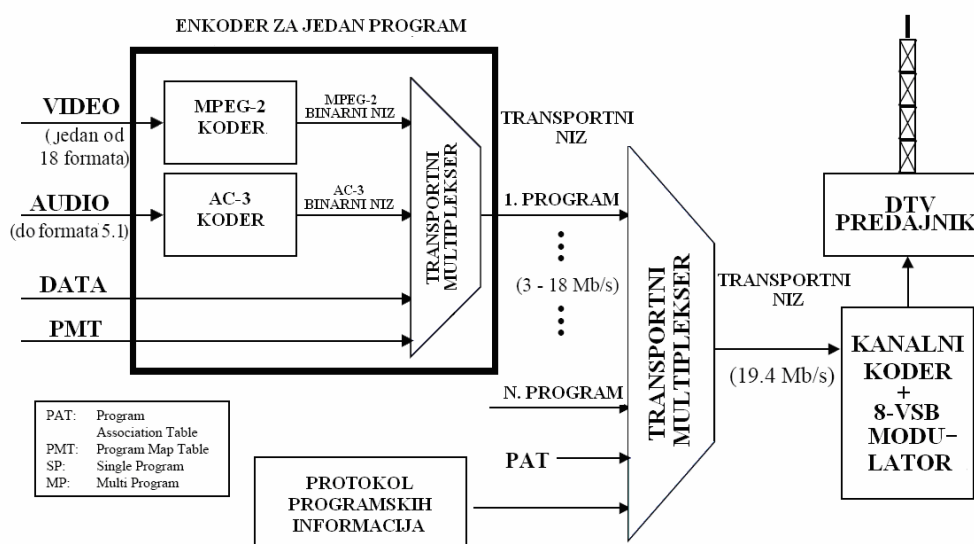 ENKODER ZA JEDAN PROGRAM
VIDEO
(jedan od
18 formata)
MPEG-2
KODER
MPEG-2
BINARNI NIZ
AUDIO
(do formata 5.1)
AC-3
KODER
AC-3
BINARNI NIZ
DATA
PMT
TRANSPORTNI
MULTIPLEKSER
TRANSPORTNI
NIZ
1. PROGRAM
(3 - 18 Mb/s)
N. PROGRAM
PAT
PROTOKOL
PROGRAMSKIH
INFORMACIJA
TRANSPORTNI
MULTIPLEKSER
TRANSPORTNI
NIZ
(19.4 Mb/s)
DTV
PREDAJNIK
KANALNI
KODER
+
8-VSB
MODU-
LATOR
PAT: Program
Association Table
PMT: Program Map Table
SP: Single Program
MP: Multi Program